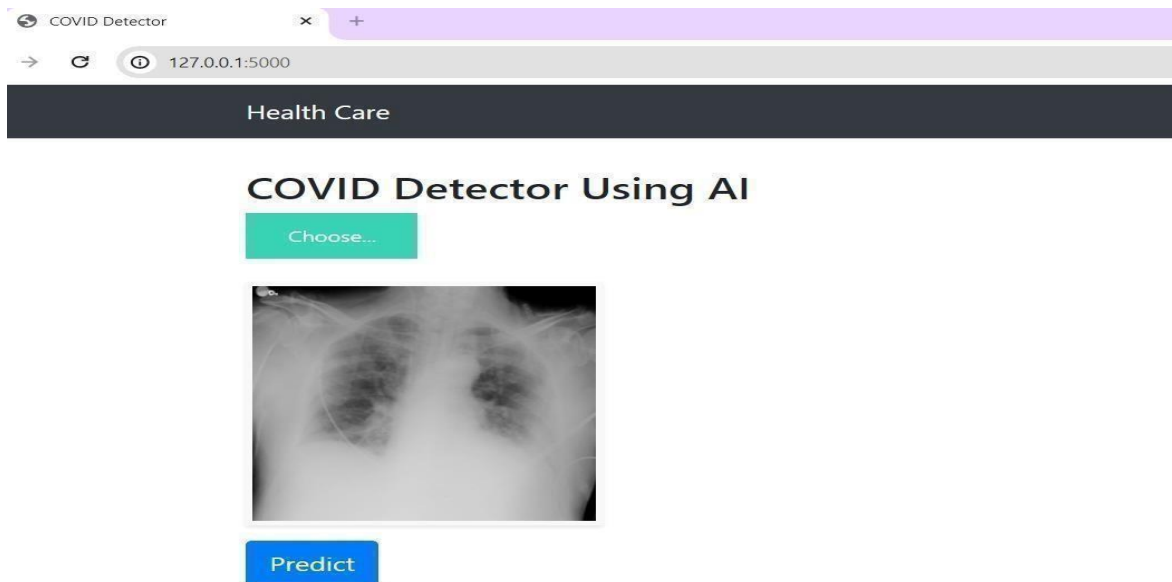 COVID Detector
127.0.0.1:5000
Health Care
COVID Detector Using AI
Choose...
Predict